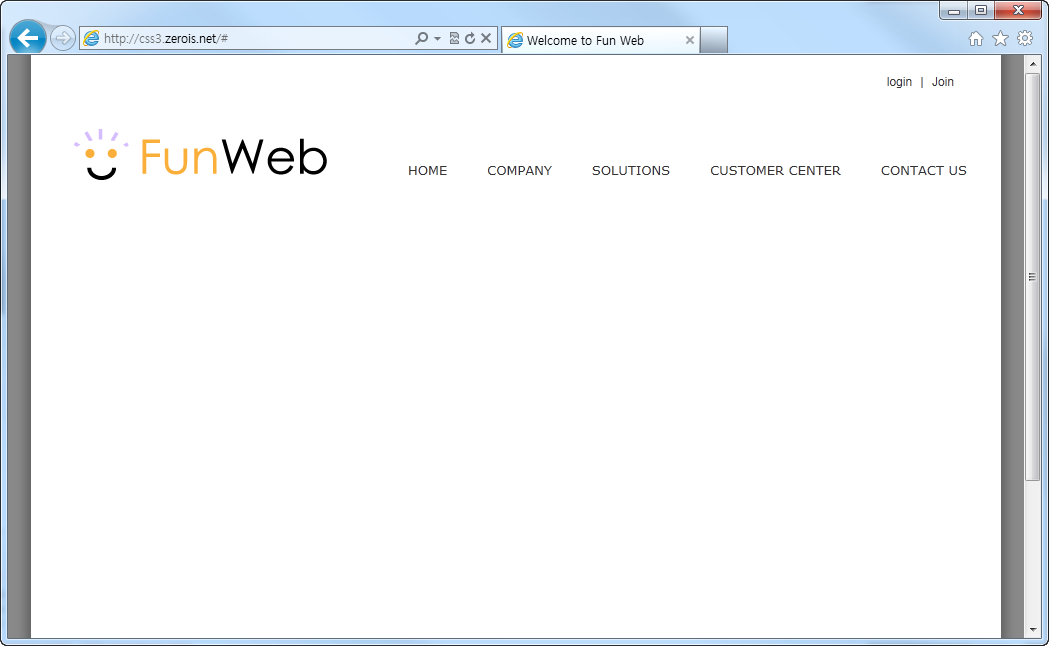 http://css3.zerois.net/#
Welcome to Fun Web
login | Join
FunWeb
HOME COMPANY SOLUTIONS CUSTOMER CENTER CONTACT US